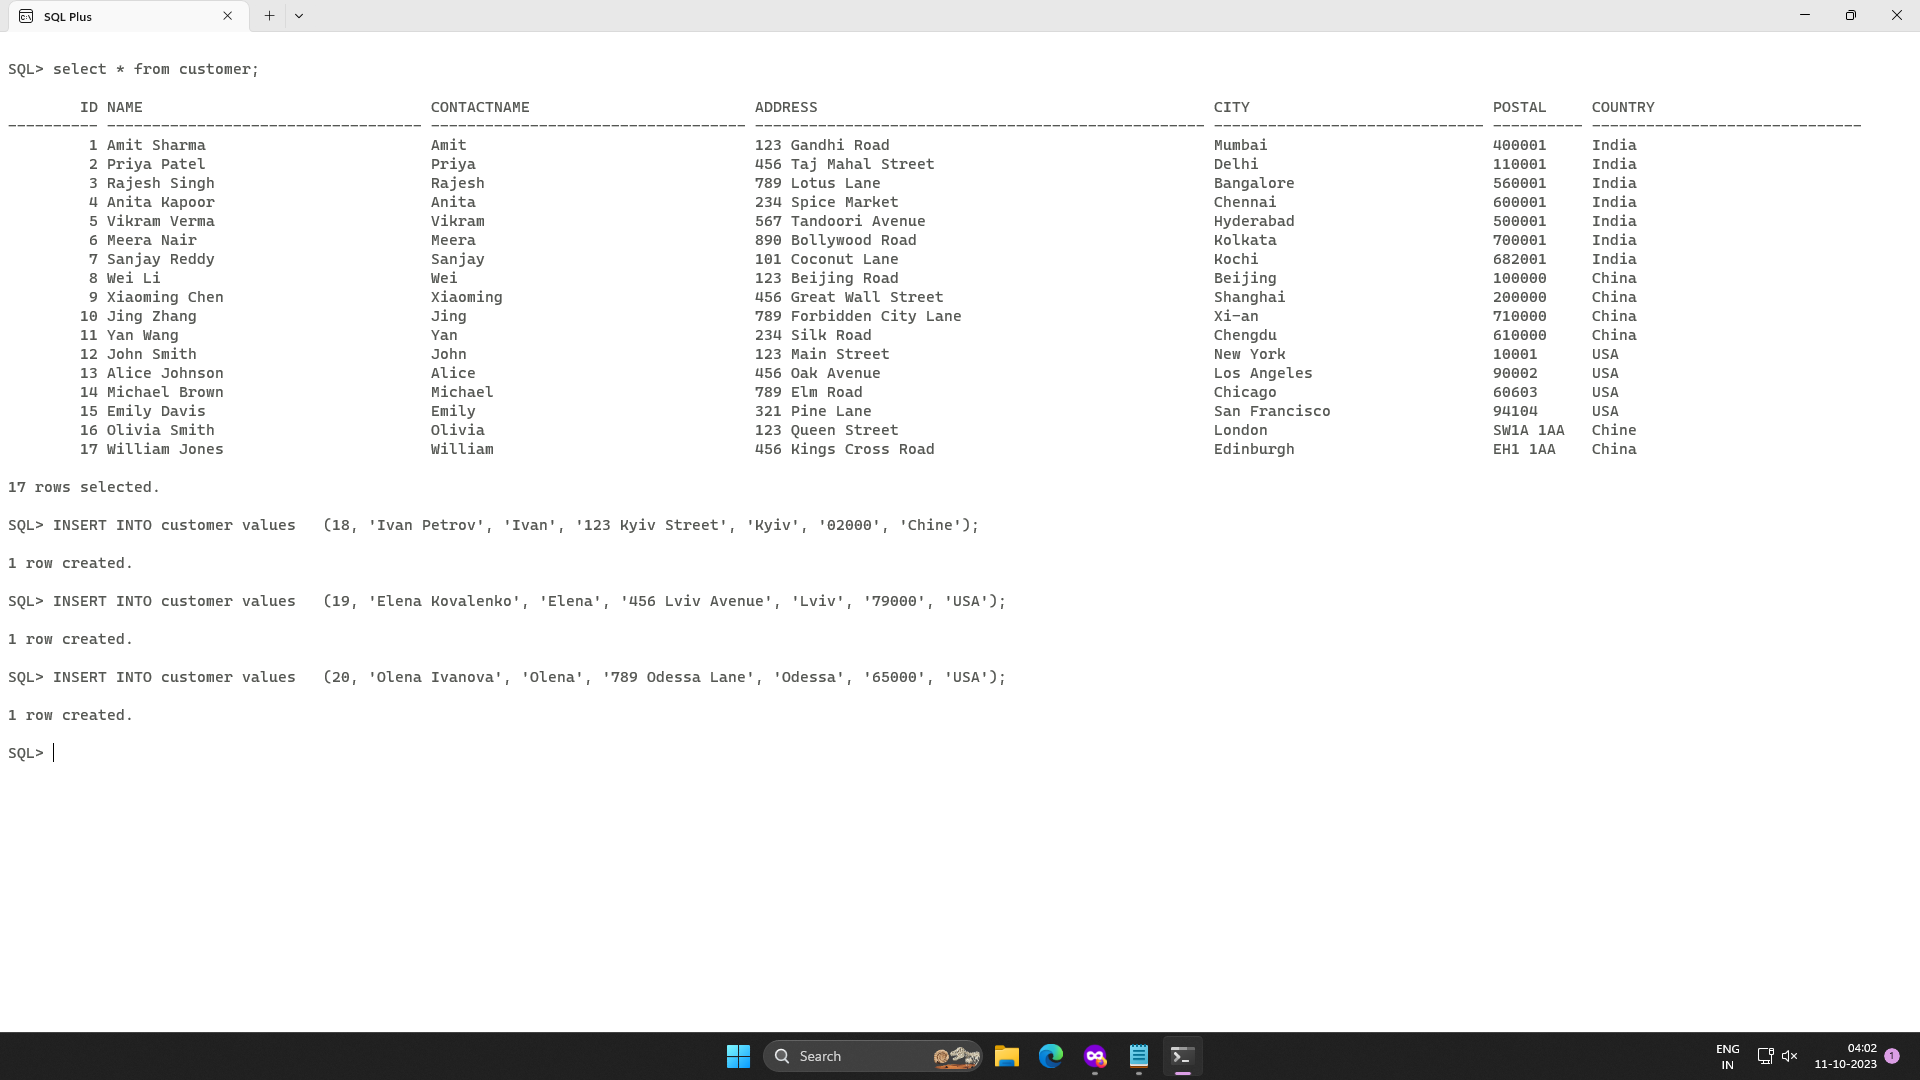 SQL Plus
SQL> select * from customer;
ID NAME CONTACTNAME ADDRESS CITY POSTAL COUNTRY
---------- ----------------------------------- ----------------------------------- -------------------------------------------------- ------------------------------ ---------- ------------------------------
1 Amit Sharma Amit 123 Gandhi Road Mumbai 400001 India
2 Priya Patel Priya 456 Taj Mahal Street Delhi 110001 India
3 Rajesh Singh Rajesh 789 Lotus Lane Bangalore 560001 India
4 Anita Kapoor Anita 234 Spice Market Chennai 600001 India
5 Vikram Verma Vikram 567 Tandoori Avenue Hyderabad 500001 India
6 Meera Nair Meera 890 Bollywood Road Kolkata 700001 India
7 Sanjay Reddy Sanjay 101 Coconut Lane Kochi 682001 India
8 Wei Li Wei 123 Beijing Road Beijing 100000 China
9 Xiaoming Chen Xiaoming 456 Great Wall Street Shanghai 200000 China
10 Jing Zhang Jing 789 Forbidden City Lane Xi-an 710000 China
11 Yan Wang Yan 234 Silk Road Chengdu 610000 China
12 John Smith John 123 Main Street New York 10001 USA
13 Alice Johnson Alice 456 Oak Avenue Los Angeles 90002 USA
14 Michael Brown Michael 789 Elm Road Chicago 60603 USA
15 Emily Davis Emily 321 Pine Lane San Francisco 94104 USA
16 Olivia Smith Olivia 123 Queen Street London SW1A 1AA Chine
17 William Jones William 456 Kings Cross Road Edinburgh EH1 1AA China
17 rows selected.
SQL> INSERT INTO customer values (18, 'Ivan Petrov', 'Ivan', '123 Kyiv Street', 'Kyiv', '02000', 'Chine');
1 row created.
SQL> INSERT INTO customer values (19, 'Elena Kovalenko', 'Elena', '456 Lviv Avenue', 'Lviv', '79000', 'USA');
1 row created.
SQL> INSERT INTO customer values (20, 'Olena Ivanova', 'Olena', '789 Odessa Lane', 'Odessa', '65000', 'USA');
1 row created.
SQL>
Search
ENG
IN
04:02
11-10-2023
1